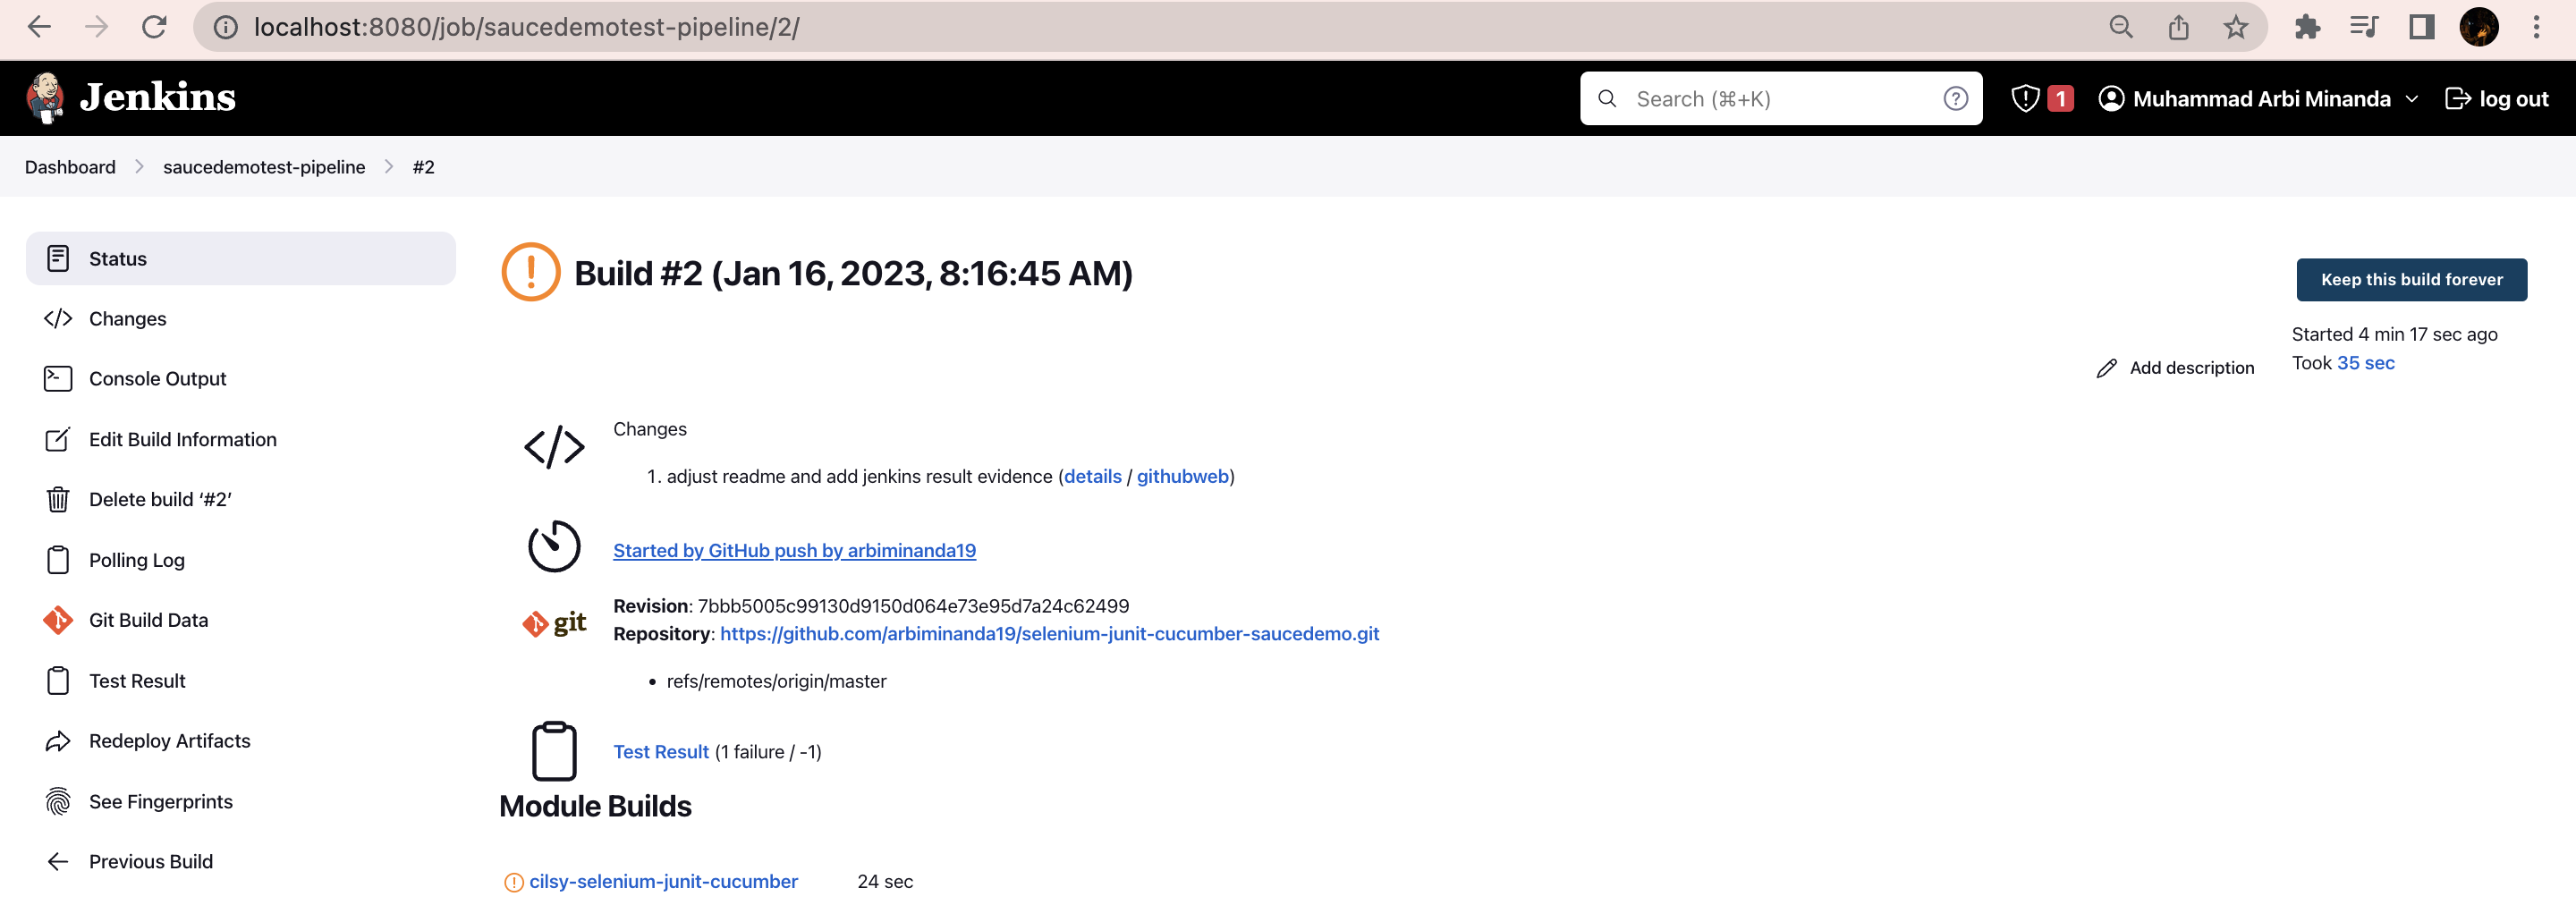 localhost:8080/job/saucedemotest-pipeline/2/
Jenkins
Search (⌘+K)
1
Muhammad Arbi Minanda
log out
Dashboard
saucedemotest-pipeline
#2
Status
Changes
Console Output
Edit Build Information
Delete build ‘#2’
Polling Log
Git Build Data
Test Result
Redeploy Artifacts
See Fingerprints
Previous Build
Build #2 (Jan 16, 2023, 8:16:45 AM)
Keep this build forever
Started 4 min 17 sec ago
Took 35 sec
Add description
Changes
1. adjust readme and add jenkins result evidence (details / githubweb)
Started by GitHub push by arbiminanda19
git
Revision: 7bbb5005c99130d9150d064e73e95d7a24c62499
Repository: https://github.com/arbiminanda19/selenium-junit-cucumber-saucedemo.git
• refs/remotes/origin/master
Test Result (1 failure / -1)
Module Builds
cilsy-selenium-junit-cucumber 24 sec